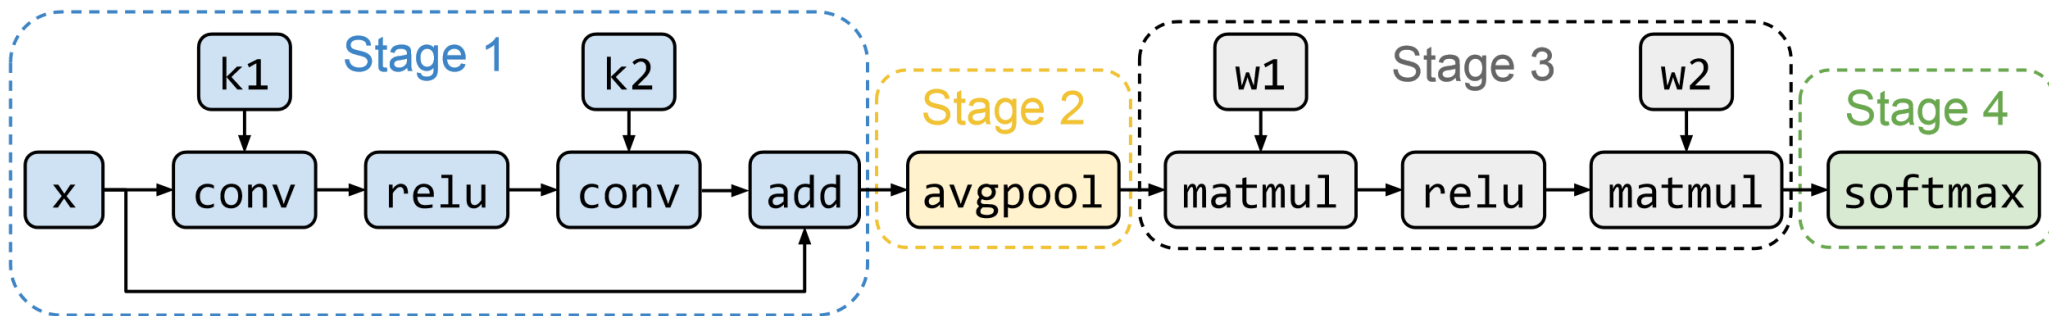 Stage 1
k1
k2
x
conv
relu
conv
add
Stage 2
avgpool
Stage 3
w1
w2
matmul
relu
matmul
Stage 4
softmax